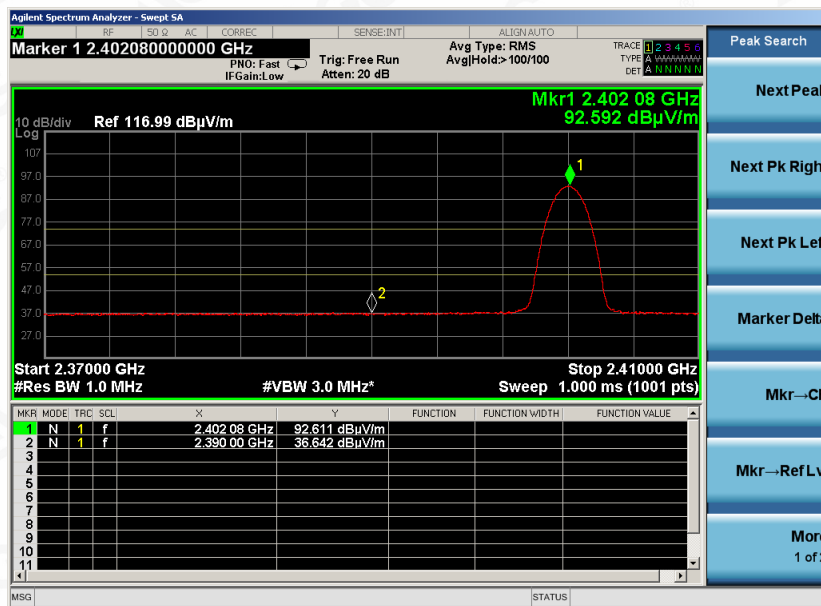 Agilent Spectrum Analyzer - Swept SA
LXI RF 50 Ω AC CORREC SENSE:INT ALIGN AUTO
Marker 1 2.402080000000 GHz
PNO: Fast
IFGain:Low
Trig: Free Run
Atten: 20 dB
Avg Type: RMS
Avg|Hold:>100/100
TRACE 1 2 3 4 5 6
TYPE A WWWWW
DET A N N N N N
Mkr1 2.402 08 GHz
92.592 dBµV/m
10 dB/div Ref 116.99 dBµV/m
Log
107
97.0
87.0
77.0
67.0
57.0
47.0
37.0
27.0
1
2
Start 2.37000 GHz Stop 2.41000 GHz
#Res BW 1.0 MHz #VBW 3.0 MHz* Sweep 1.000 ms (1001 pts)
MKR MODE TRC SCL X Y FUNCTION FUNCTION WIDTH FUNCTION VALUE
1 N 1 f 2.402 08 GHz 92.611 dBµV/m
2 N 1 f 2.390 00 GHz 36.642 dBµV/m
3
4
5
6
7
8
9
10
11
MSG STATUS
Peak Search
Next Peak
Next Pk Righ
Next Pk Lef
Marker Delta
Mkr→C
Mkr→Ref Lv
More
1 of 2